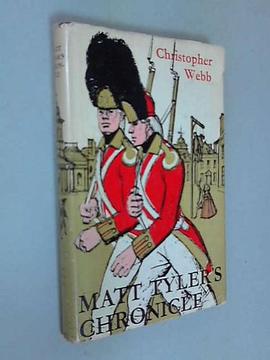 Christopher
Webb
MATT TYLER'S
CHRONICLE